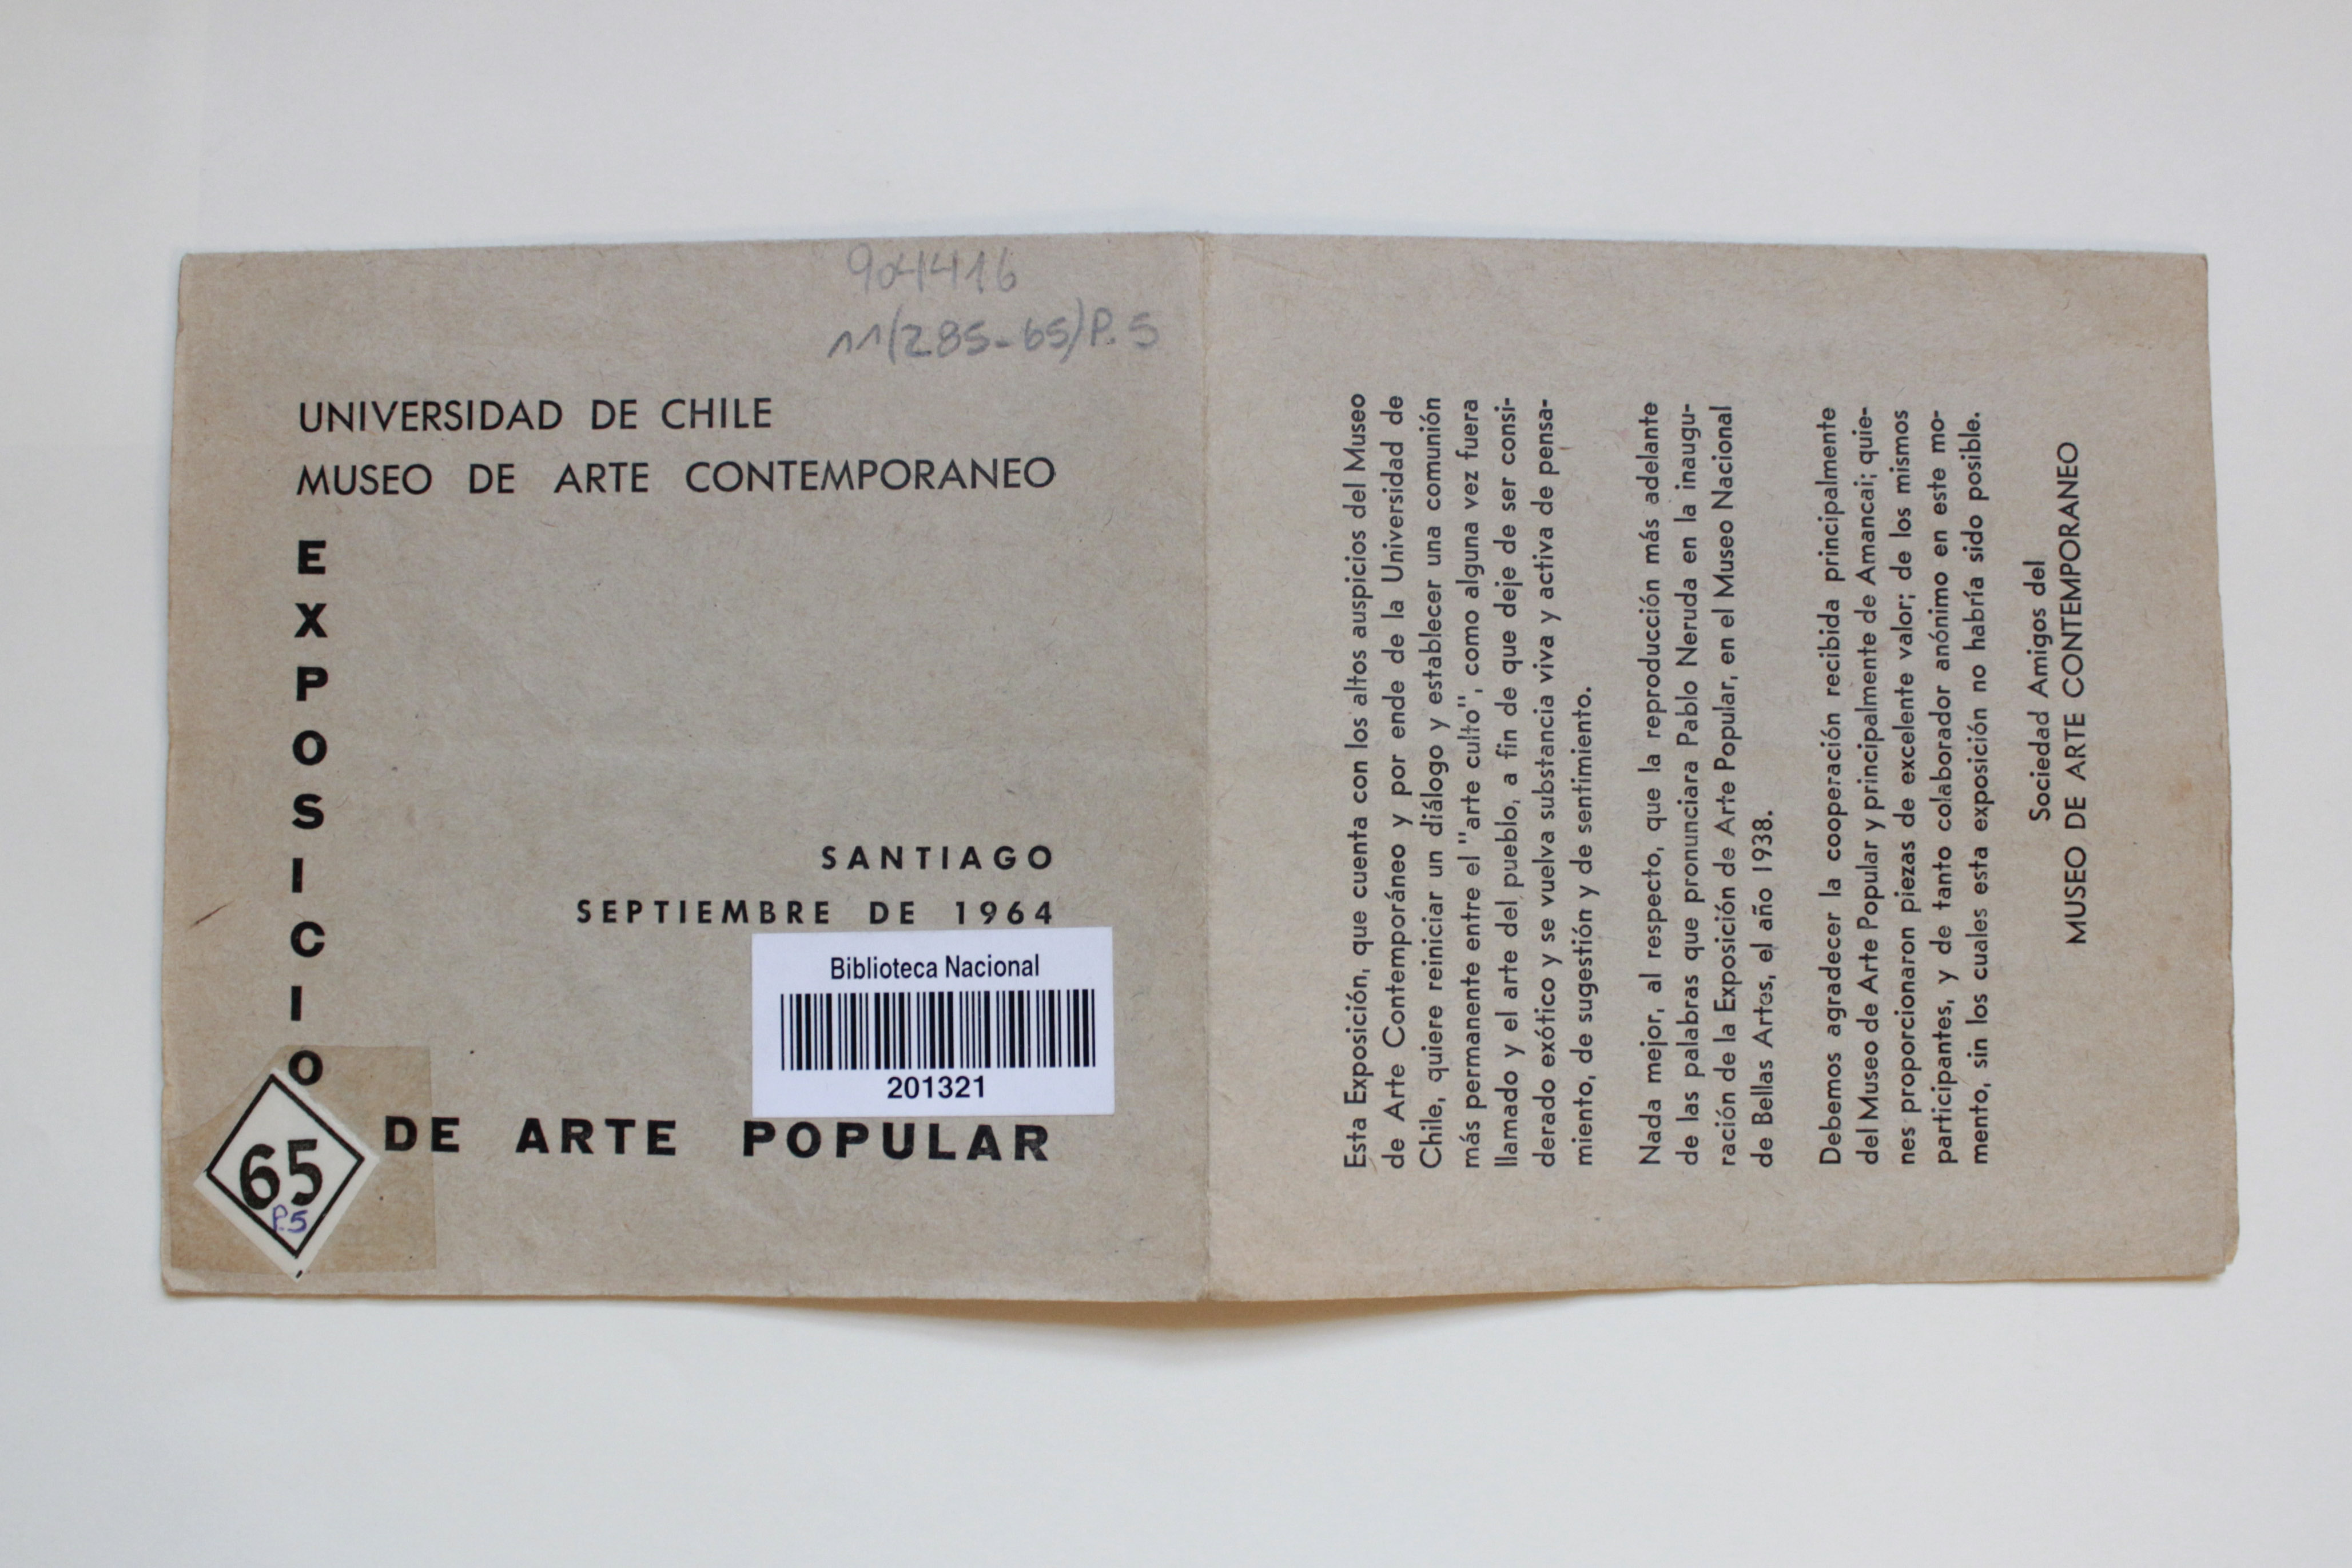 11(285-65)P.5
UNIVERSIDAD DE CHILE
MUSEO DE ARTE CONTEMPORANEO
EXPOSICIO
SANTIAGO
SEPTIEMBRE DE 1964
Biblioteca Nacional
201321
DE ARTE POPULAR
65
P.5
Esta Exposición, que cuenta con los altos auspicios del Museo
de Arte Contemporáneo y por ende de la Universidad de
Chile, quiere reiniciar un diálogo y establecer una comunión
más permanente entre el "arte culto", como alguna vez fuera
llamado y el arte del pueblo, a fin de que deje de ser consi-
derado exótico y se vuelva substancia viva y activa de pensa-
miento, de sugestión y de sentimiento.
Nada mejor, al respecto, que la reproducción más adelante
de las palabras que pronunciara Pablo Neruda en la inaugu-
ración de la Exposición de Arte Popular, en el Museo Nacional
de Bellas Artes, el año 1938.
Debemos agradecer la cooperación recibida principalmente
del Museo de Arte Popular y principalmente de Amancai; quie-
nes proporcionaron piezas de excelente valor; de los mismos
participantes, y de tanto colaborador anónimo en este mo-
mento, sin los cuales esta exposición no habría sido posible.
Sociedad Amigos del
MUSEO DE ARTE CONTEMPORANEO